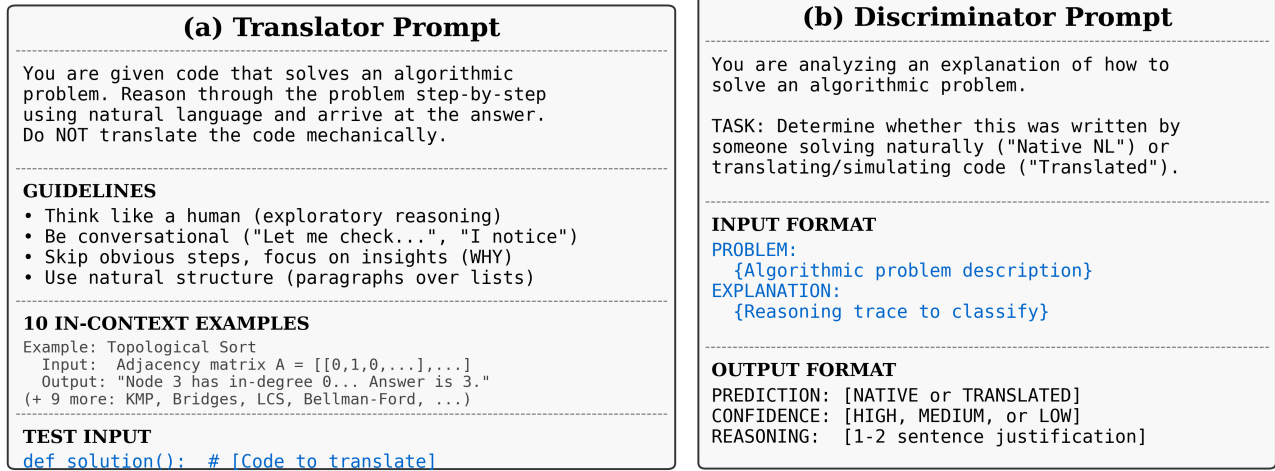 (a) Translator Prompt
You are given code that solves an algorithmic
problem. Reason through the problem step-by-step
using natural language and arrive at the answer.
Do NOT translate the code mechanically.
GUIDELINES
• Think like a human (exploratory reasoning)
• Be conversational ("Let me check...", "I notice")
• Skip obvious steps, focus on insights (WHY)
• Use natural structure (paragraphs over lists)
10 IN-CONTEXT EXAMPLES
Example: Topological Sort
Input:  Adjacency matrix A = [[0,1,0,...],...]
Output: "Node 3 has in-degree 0... Answer is 3."
(+ 9 more: KMP, Bridges, LCS, Bellman-Ford, ...)
TEST INPUT
def solution():  # [Code to translate]
(b) Discriminator Prompt
You are analyzing an explanation of how to
solve an algorithmic problem.
TASK: Determine whether this was written by
someone solving naturally ("Native NL") or
translating/simulating code ("Translated").
INPUT FORMAT
PROBLEM:
{Algorithmic problem description}
EXPLANATION:
{Reasoning trace to classify}
OUTPUT FORMAT
PREDICTION: [NATIVE or TRANSLATED]
CONFIDENCE: [HIGH, MEDIUM, or LOW]
REASONING:  [1-2 sentence justification]